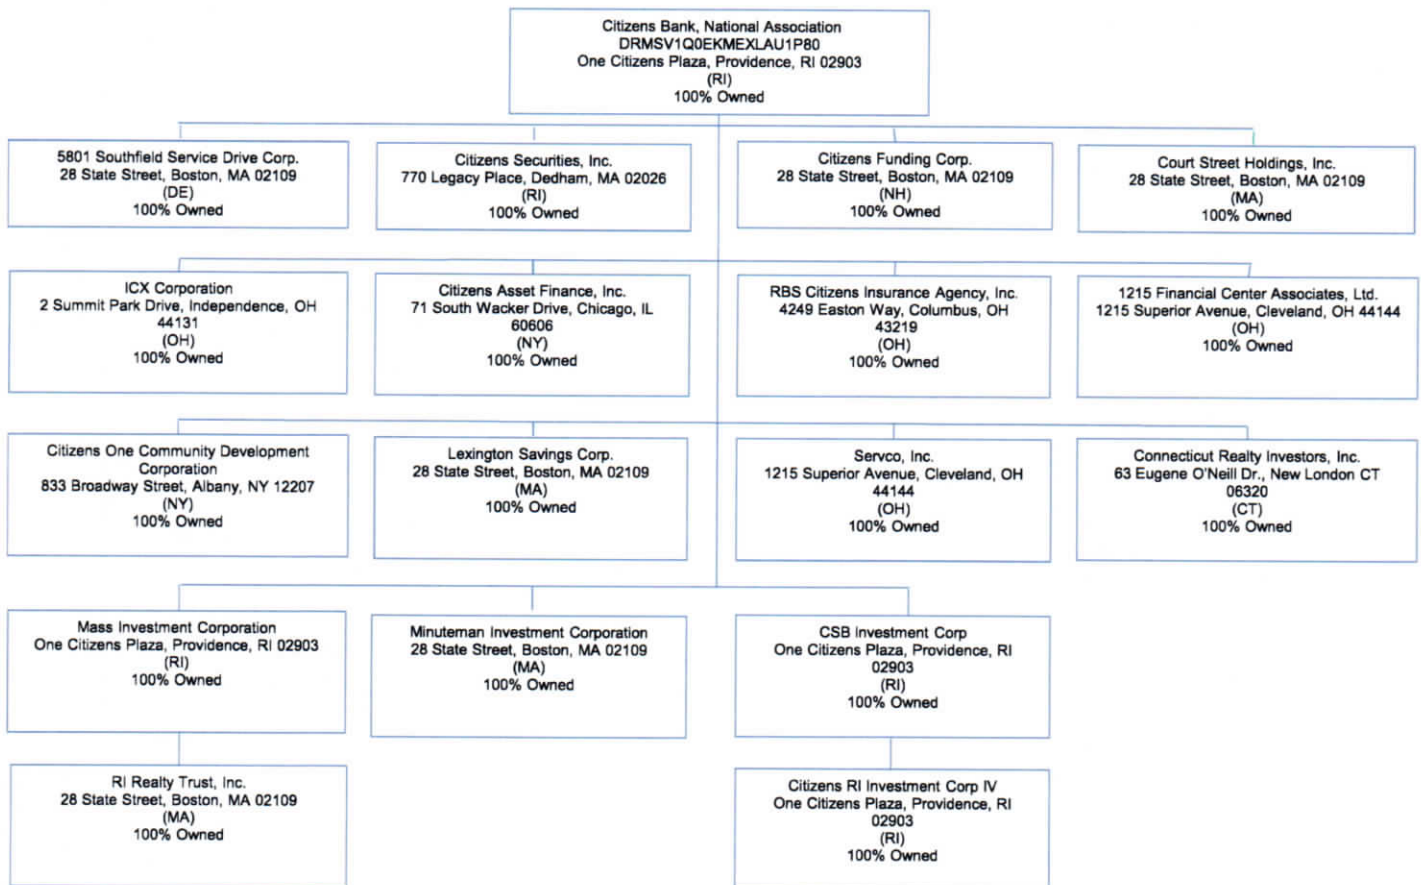 Citizens Bank, National Association
DRMSV1Q0EKMEXLAU1P80
One Citizens Plaza, Providence, RI 02903
(RI)
100% Owned
5801 Southfield Service Drive Corp.
28 State Street, Boston, MA 02109
(DE)
100% Owned
Citizens Securities, Inc.
770 Legacy Place, Dedham, MA 02026
(RI)
100% Owned
Citizens Funding Corp.
28 State Street, Boston, MA 02109
(NH)
100% Owned
Court Street Holdings, Inc.
28 State Street, Boston, MA 02109
(MA)
100% Owned
ICX Corporation
2 Summit Park Drive, Independence, OH
44131
(OH)
100% Owned
Citizens Asset Finance, Inc.
71 South Wacker Drive, Chicago, IL
60606
(NY)
100% Owned
RBS Citizens Insurance Agency, Inc.
4249 Easton Way, Columbus, OH
43219
(OH)
100% Owned
1215 Financial Center Associates, Ltd.
1215 Superior Avenue, Cleveland, OH 44144
(OH)
100% Owned
Citizens One Community Development
Corporation
833 Broadway Street, Albany, NY 12207
(NY)
100% Owned
Lexington Savings Corp.
28 State Street, Boston, MA 02109
(MA)
100% Owned
Servco, Inc.
1215 Superior Avenue, Cleveland, OH
44144
(OH)
100% Owned
Connecticut Realty Investors, Inc.
63 Eugene O'Neill Dr., New London CT
06320
(CT)
100% Owned
Mass Investment Corporation
One Citizens Plaza, Providence, RI 02903
(RI)
100% Owned
Minuteman Investment Corporation
28 State Street, Boston, MA 02109
(MA)
100% Owned
CSB Investment Corp
One Citizens Plaza, Providence, RI
02903
(RI)
100% Owned
RI Realty Trust, Inc.
28 State Street, Boston, MA 02109
(MA)
100% Owned
Citizens RI Investment Corp IV
One Citizens Plaza, Providence, RI
02903
(RI)
100% Owned